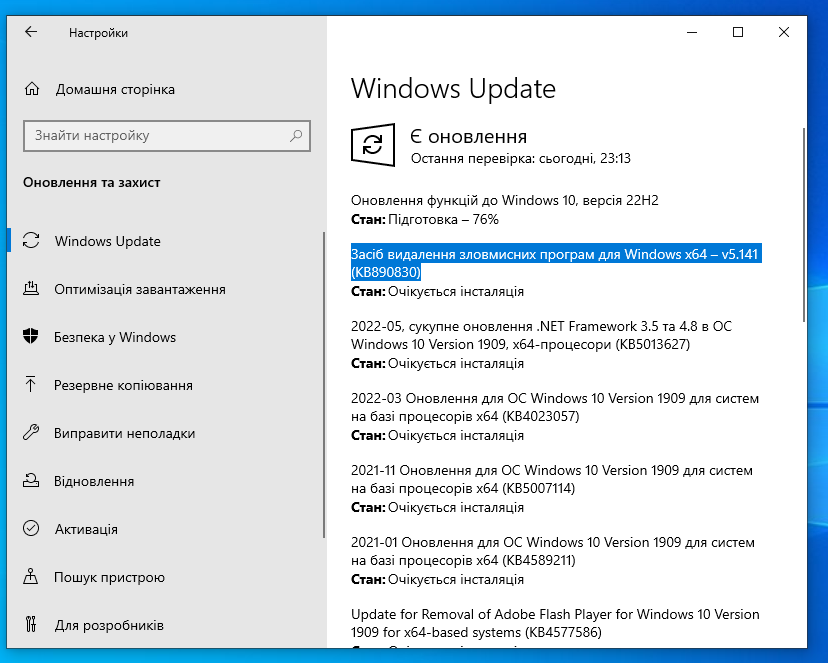 Настройки
Домашня сторінка
Знайти настройку
Оновлення та захист
Windows Update
Оптимізація завантаження
Безпека у Windows
Резервне копіювання
Виправити неполадки
Відновлення
Активація
Пошук пристрою
Для розробників
Windows Update
Є оновлення
Остання перевірка: сьогодні, 23:13
Оновлення функцій до Windows 10, версія 22H2
Стан: Підготовка – 76%
Засіб видалення зловмисних програм для Windows x64 – v5.141
(KB890830)
Стан: Очікується інсталяція
2022-05, сукупне оновлення .NET Framework 3.5 та 4.8 в ОС
Windows 10 Version 1909, x64-процесори (KB5013627)
Стан: Очікується інсталяція
2022-03 Оновлення для ОС Windows 10 Version 1909 для систем
на базі процесорів x64 (KB4023057)
Стан: Очікується інсталяція
2021-11 Оновлення для ОС Windows 10 Version 1909 для систем
на базі процесорів x64 (KB5007114)
Стан: Очікується інсталяція
2021-01 Оновлення для ОС Windows 10 Version 1909 для систем
на базі процесорів x64 (KB4589211)
Стан: Очікується інсталяція
Update for Removal of Adobe Flash Player for Windows 10 Version
1909 for x64-based systems (KB4577586)